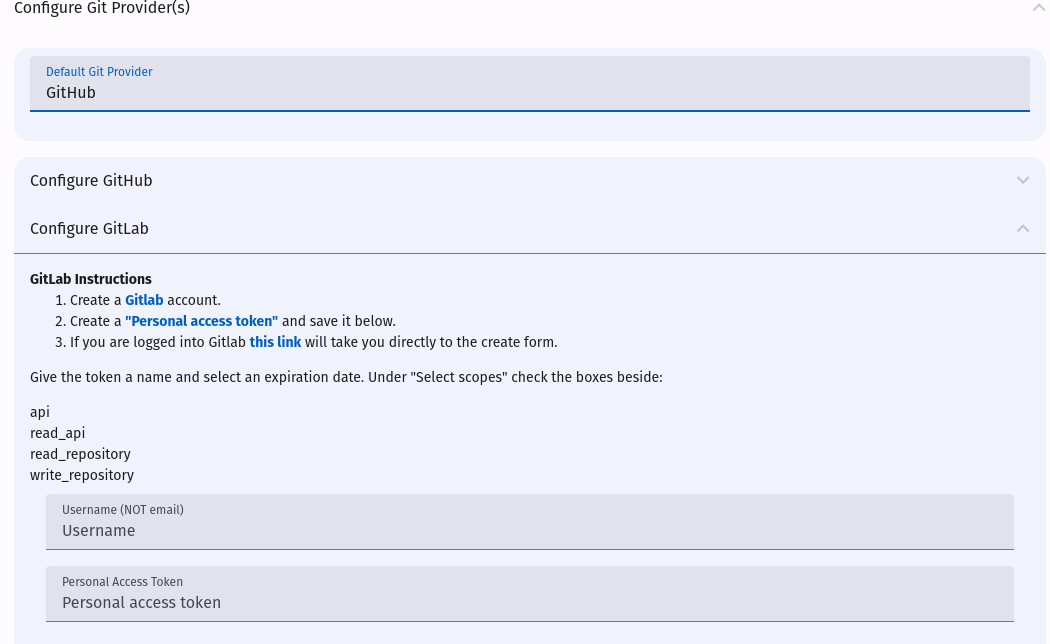 Configure Git Provider(s)
Default Git Provider
GitHub
Configure GitHub
Configure GitLab
GitLab Instructions
1. Create a Gitlab account.
2. Create a "Personal access token" and save it below.
3. If you are logged into Gitlab this link will take you directly to the create form.
Give the token a name and select an expiration date. Under "Select scopes" check the boxes beside:
api
read_api
read_repository
write_repository
Username (NOT email)
Username
Personal Access Token
Personal access token